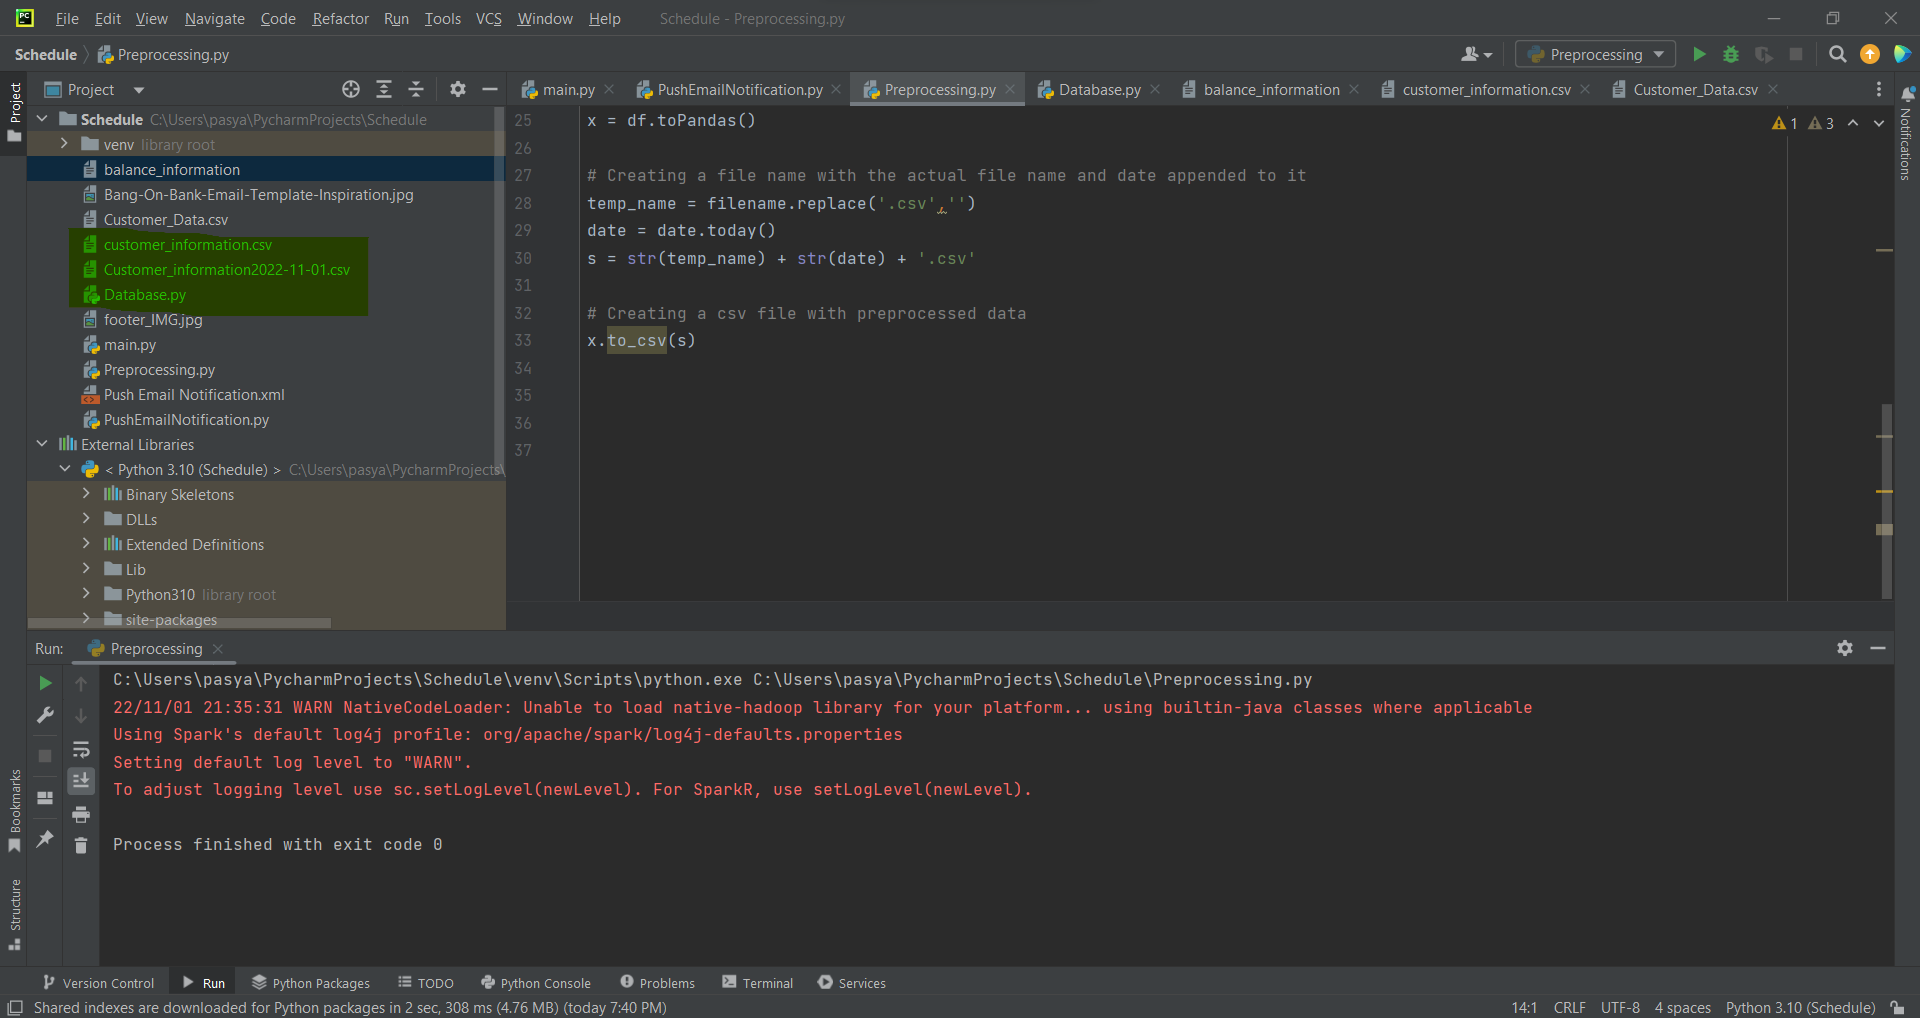 PC
File Edit View Navigate Code Refactor Run Tools VCS Window Help Schedule - Preprocessing.py
Schedule Preprocessing.py
Preprocessing
Project
Project
main.py PushEmailNotification.py Preprocessing.py Database.py balance_information customer_information.csv Customer_Data.csv
Notifications
Schedule C:\Users\pasya\PycharmProjects\Schedule
venv library root
balance_information
Bang-On-Bank-Email-Template-Inspiration.jpg
Customer_Data.csv
customer_information.csv
Customer_information2022-11-01.csv
Database.py
footer_IMG.jpg
main.py
Preprocessing.py
Push Email Notification.xml
PushEmailNotification.py
External Libraries
< Python 3.10 (Schedule) > C:\Users\pasya\PycharmProjects\
Binary Skeletons
DLLs
Extended Definitions
Lib
Python310 library root
site-packages
1 3
25 x = df.toPandas()
26
27 # Creating a file name with the actual file name and date appended to it
28 temp_name = filename.replace('.csv','')
29 date = date.today()
30 s = str(temp_name) + str(date) + '.csv'
31
32 # Creating a csv file with preprocessed data
33 x.to_csv(s)
34
35
36
37
Run: Preprocessing
C:\Users\pasya\PycharmProjects\Schedule\venv\Scripts\python.exe C:\Users\pasya\PycharmProjects\Schedule\Preprocessing.py
22/11/01 21:35:31 WARN NativeCodeLoader: Unable to load native-hadoop library for your platform... using builtin-java classes where applicable
Using Spark's default log4j profile: org/apache/spark/log4j-defaults.properties
Setting default log level to "WARN".
To adjust logging level use sc.setLogLevel(newLevel). For SparkR, use setLogLevel(newLevel).
Process finished with exit code 0
Bookmarks
Structure
Version Control Run Python Packages TODO Python Console Problems Terminal Services
Shared indexes are downloaded for Python packages in 2 sec, 308 ms (4.76 MB) (today 7:40 PM) 14:1 CRLF UTF-8 4 spaces Python 3.10 (Schedule)